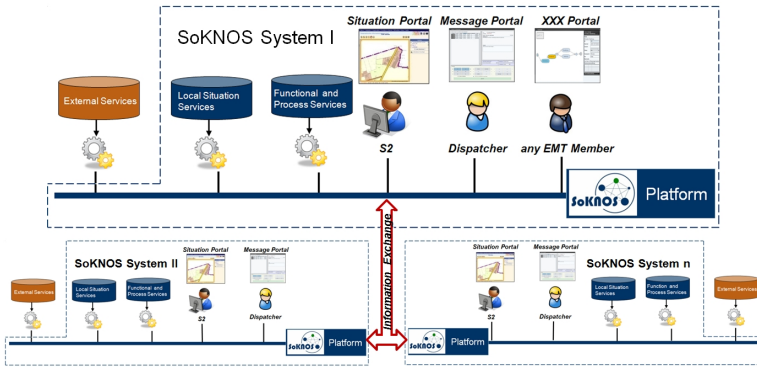 Situation Portal Message Portal XXX Portal
SoKNOS System I
External Services
Local Situation
Services
Functional and
Process Services
S2
Dispatcher
any EMT Member
SoKNOS
Platform
Information Exchange
SoKNOS System II
Situation Portal
Message Portal
External Services
Local Situation
Services
Functional and
Process Services
S2
Dispatcher
SoKNOS
Platform
Situation Portal
Message Portal
SoKNOS System n
Local Situation
Services
Function and
Process Services
External Services
S2
Dispatcher
SoKNOS
Platform